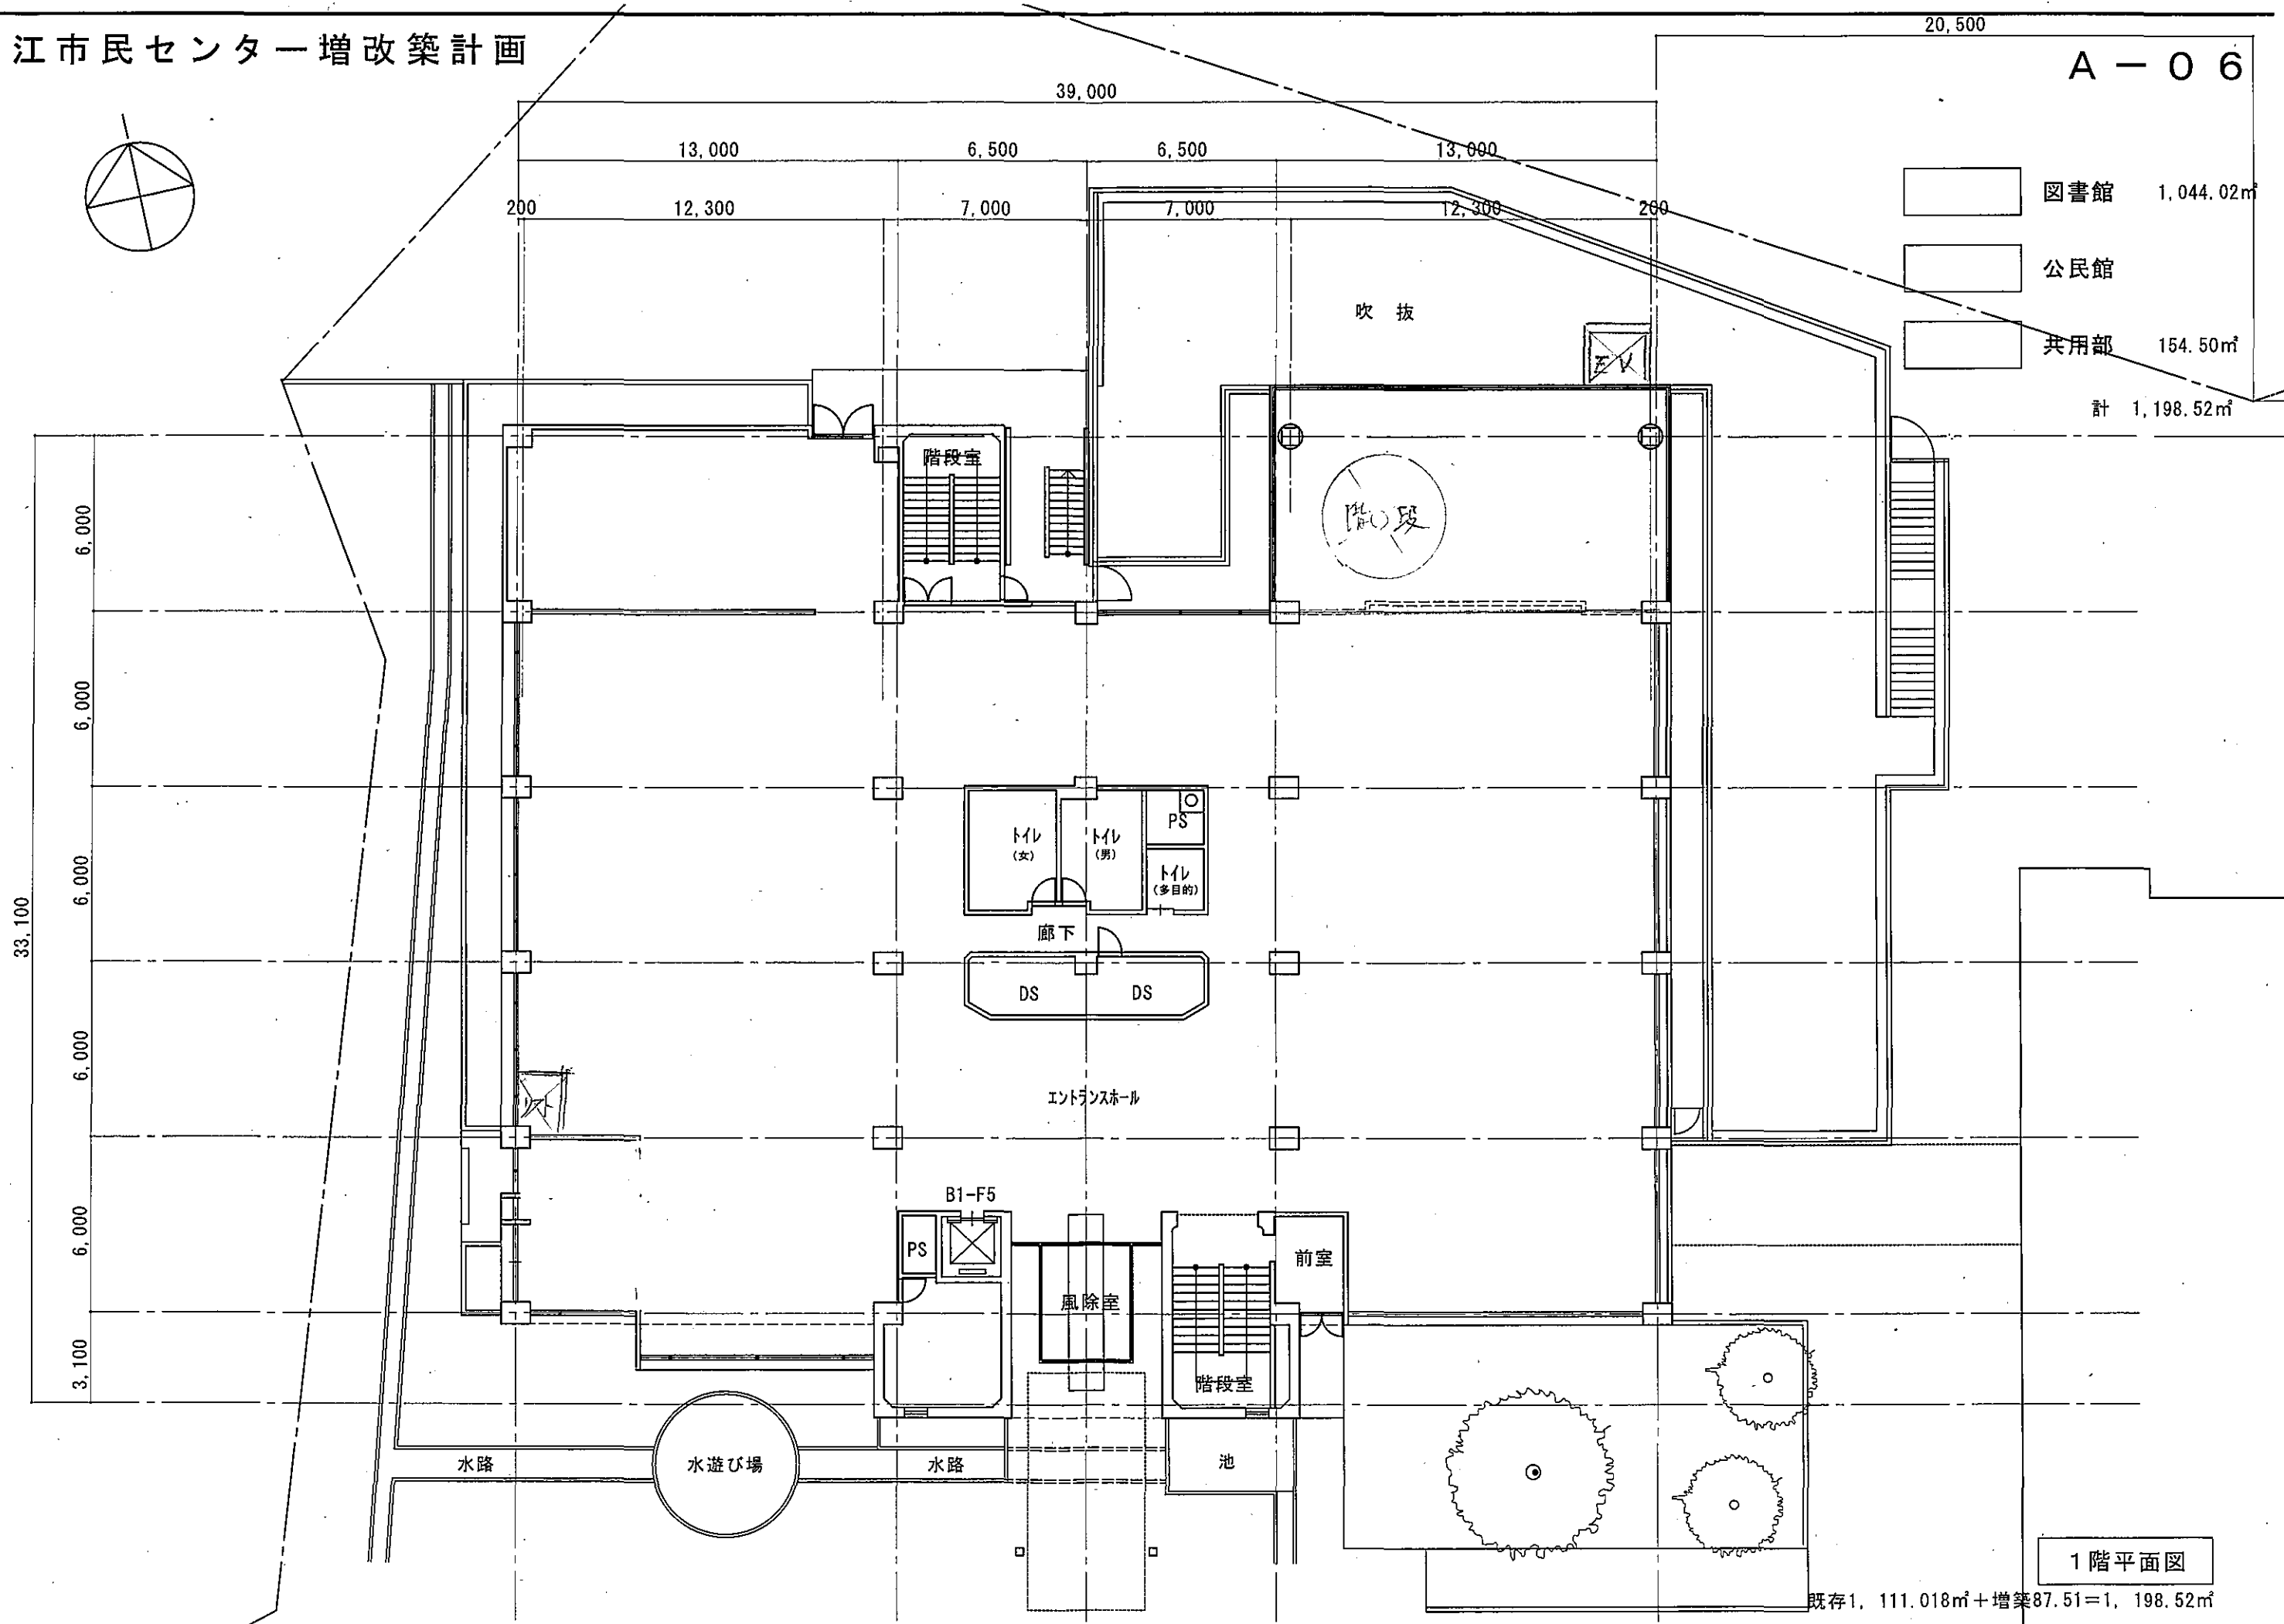 江市民センター増改築計画
20,500
A－06
39,000
13,000 6,500 6,500 13,000
200 12,300 7,000 7,000 12,300 200
図書館 1,044.02㎡
公民館
共用部 154.50㎡
計 1,198.52㎡
吹 抜
EV
階段室
階段
6,000
6,000
6,000
6,000
6,000
3,100
33,100
トイレ
(女)
トイレ
(男)
PS
トイレ
(多目的)
廊下
DS DS
エントランスホール
B1-F5
PS
風除室
前室
階段室
水路
水遊び場
水路
池
1階平面図
既存1, 111.018㎡＋増築87.51＝1, 198.52㎡